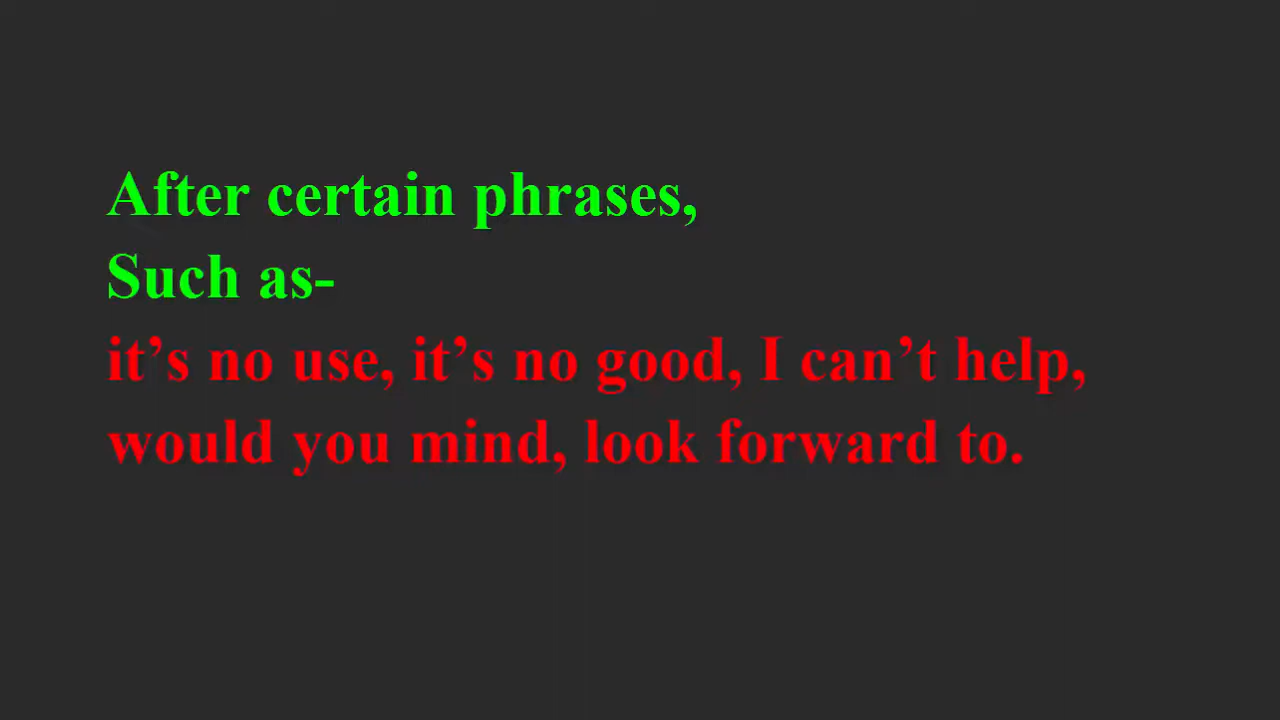 After certain phrases,
Such as-
it’s no use, it’s no good, I can’t help,
would you mind, look forward to.